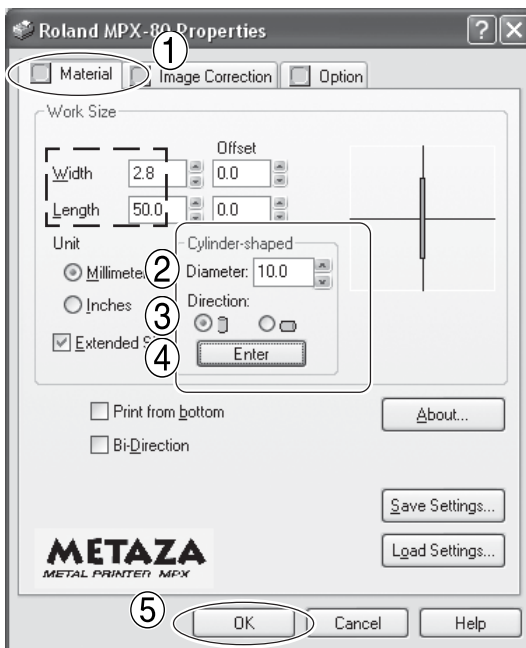 Roland MPX-80 Properties
1
Material Image Correction Option
Work Size
Offset
Width 2.8 0.0
Length 50.0 0.0
Unit
Cylinder-shaped
Millimete
2
Diameter: 10.0
Inches
Direction:
3
Extended S
4
Enter
Print from bottom
About...
Bi-Direction
Save Settings...
Load Settings...
METAZA
METAL PRINTER MPX
5
OK Cancel Help